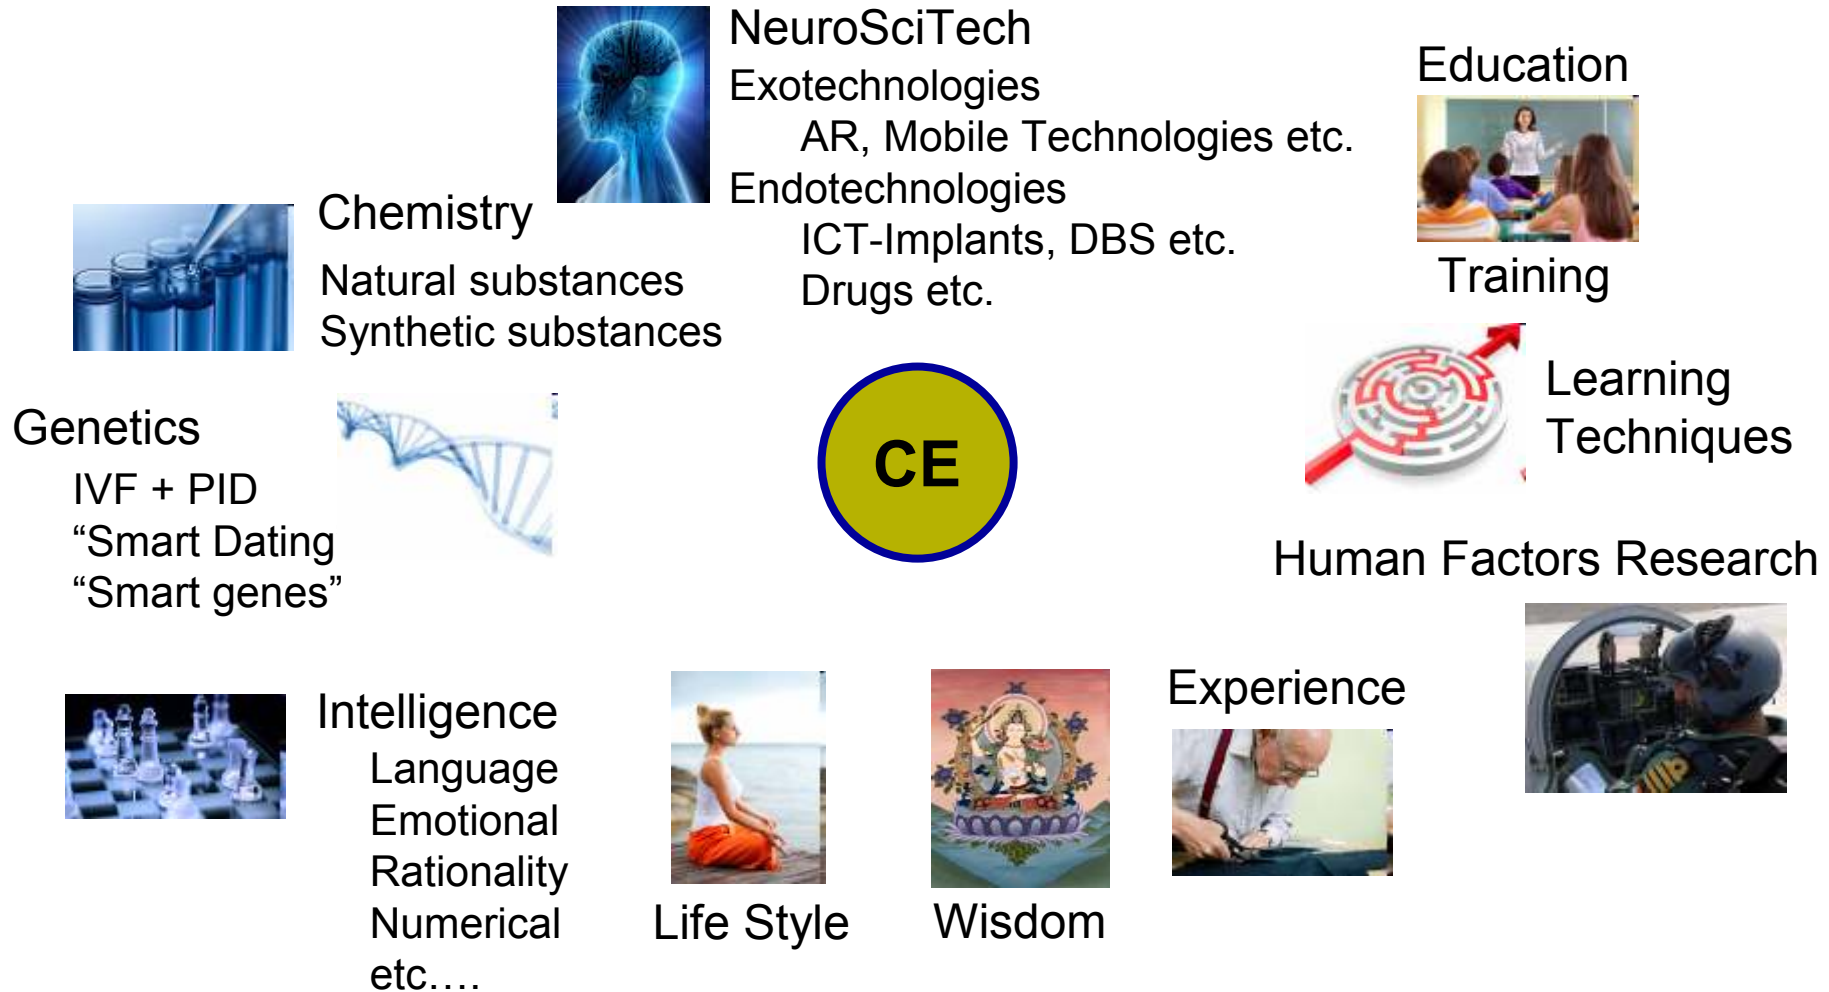 NeuroSciTech
Exotechnologies
AR, Mobile Technologies etc.
Endotechnologies
ICT-Implants, DBS etc.
Drugs etc.
Education
Training
Chemistry
Natural substances
Synthetic substances
Learning
Techniques
Genetics
IVF + PID
“Smart Dating
“Smart genes”
CE
Human Factors Research
Intelligence
Language
Emotional
Rationality
Numerical
etc….
Life Style
Wisdom
Experience